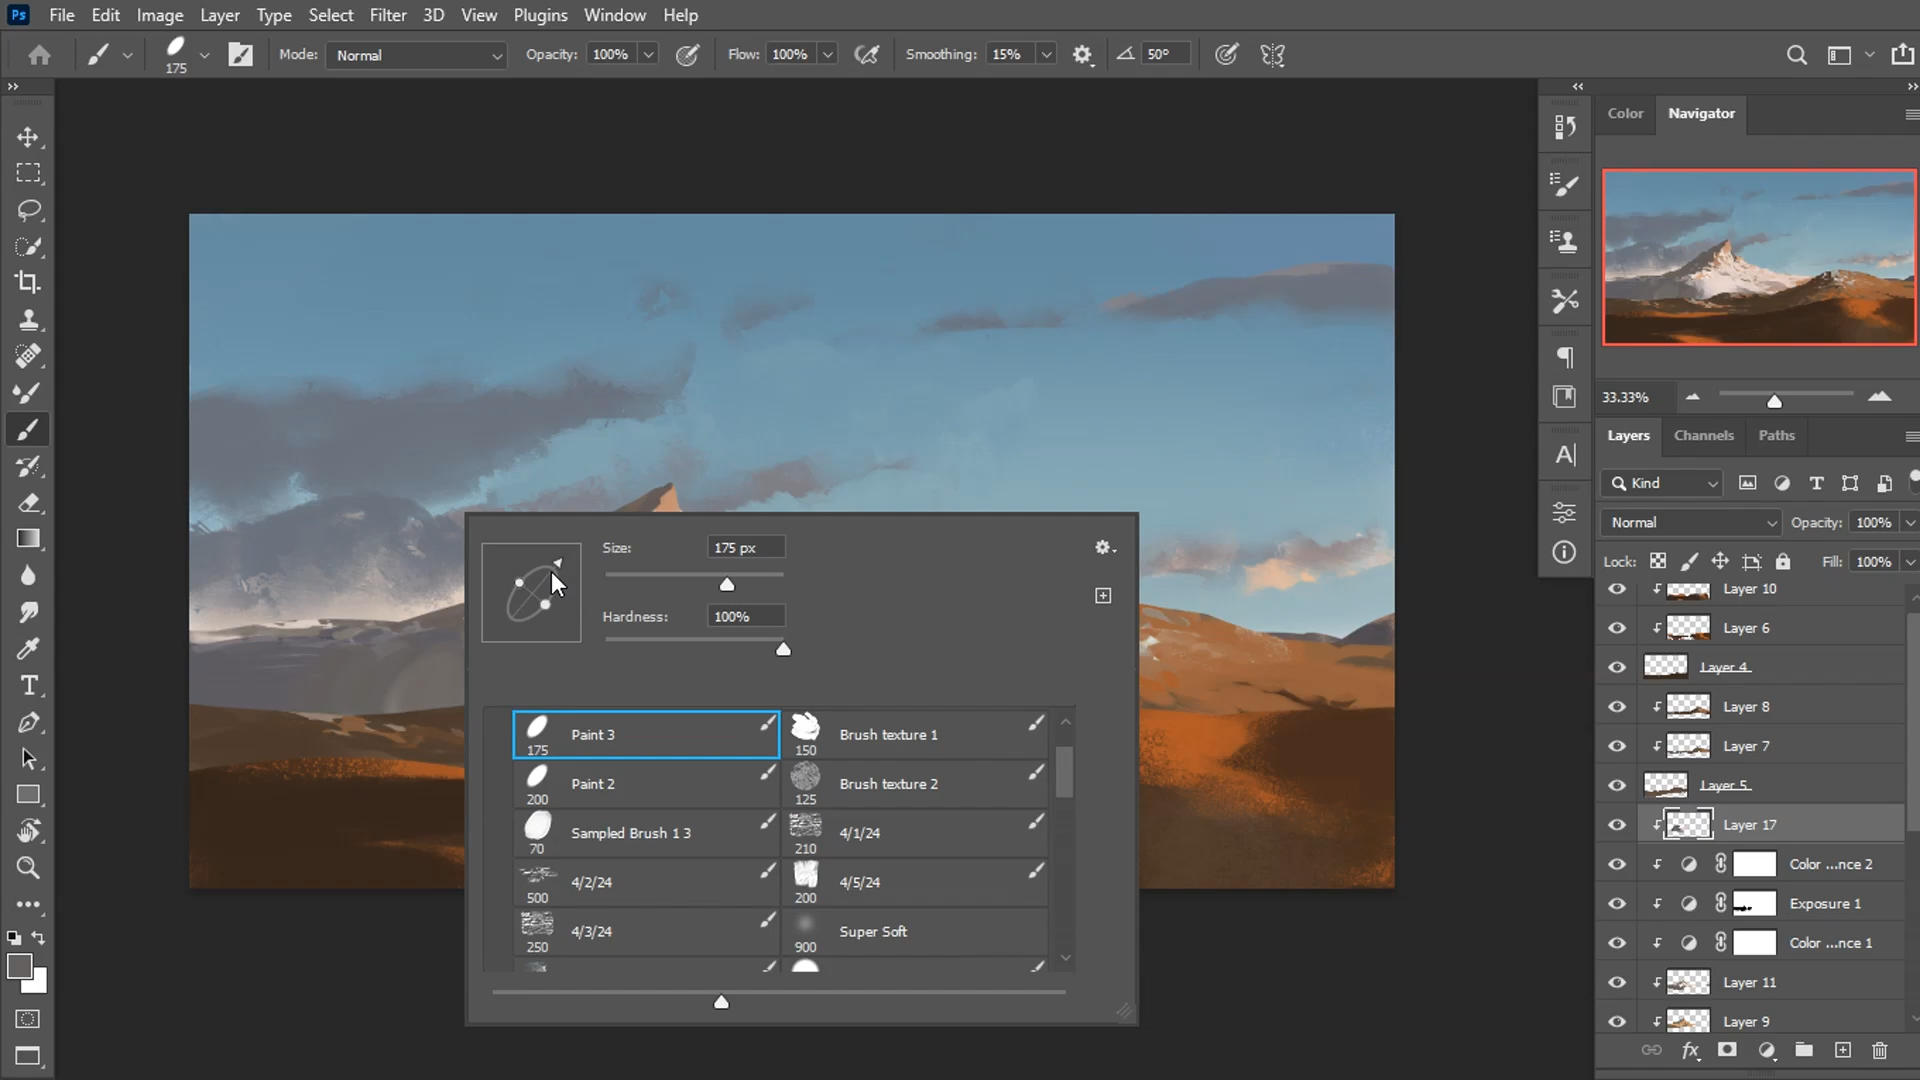 Ps File Edit Image Layer Type Select Filter 3D View Plugins Window Help
175 Mode: Normal Opacity: 100% Flow: 100% Smoothing: 15% 50°
Color Navigator
33.33%
Layers Channels Paths
Kind
Normal Opacity: 100%
Lock: Fill: 100%
Layer 10
Layer 6
Layer 4
Layer 8
Layer 7
Layer 5
Layer 17
Color ...nce 2
Exposure 1
Color ...nce 1
Layer 11
Layer 9
fx
Size: 175 px
Hardness: 100%
175 Paint 3
150 Brush texture 1
200 Paint 2
125 Brush texture 2
70 Sampled Brush 1 3
210 4/1/24
500 4/2/24
200 4/5/24
250 4/3/24
900 Super Soft